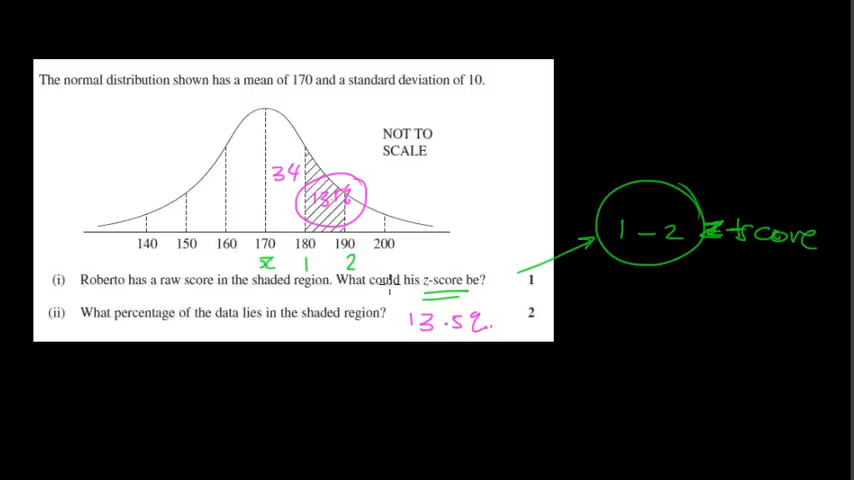 The normal distribution shown has a mean of 170 and a standard deviation of 10.
NOT TO
SCALE
34
13½%
140 150 160 170 180 190 200
x̄ 1 2
(i) Roberto has a raw score in the shaded region. What could his z-score be? 1
(ii) What percentage of the data lies in the shaded region? 2
13.5%
1 – 2 z-score